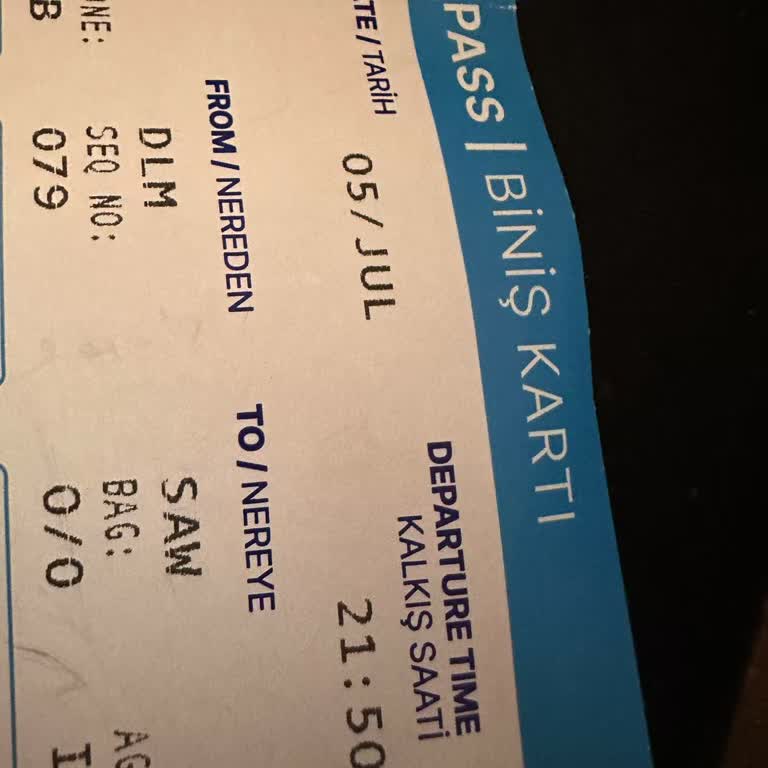 PASS | BİNİŞ KARTI
TE / TARİH
DEPARTURE TIME
KALKIŞ SAATİ
05/JUL
21:50
FROM / NEREDEN
TO / NEREYE
DLM
SAW
NE:
SEQ NO:
BAG:
AG
B
079
0/0
I